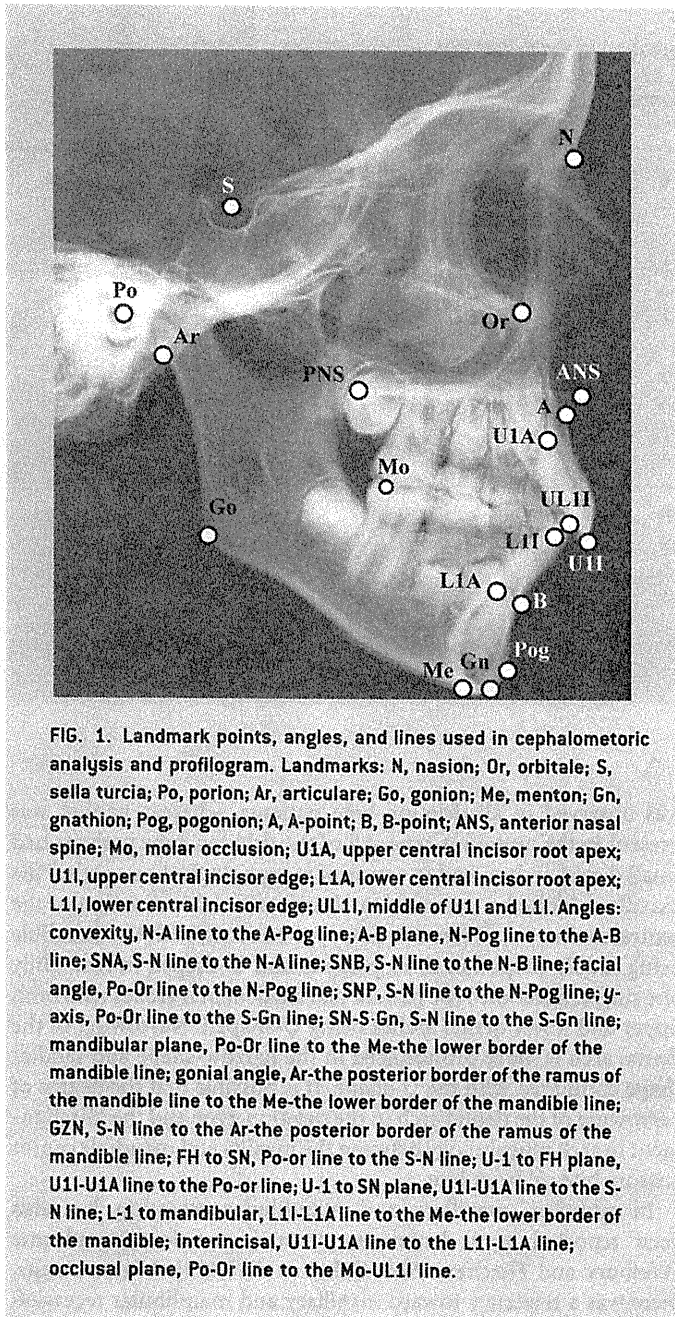 N
S
Po
Or
Ar
PNS
ANS
A
U1A
Mo
UL1I
Go
L1I
U1I
L1A
B
Pog
Me Gn
FIG. 1. Landmark points, angles, and lines used in cephalometoric
analysis and profilogram. Landmarks: N, nasion; Or, orbitale; S,
sella turcia; Po, porion; Ar, articulare; Go, gonion; Me, menton; Gn,
gnathion; Pog, pogonion; A, A-point; B, B-point; ANS, anterior nasal
spine; Mo, molar occlusion; U1A, upper central incisor root apex;
U1I, upper central incisor edge; L1A, lower central incisor root apex;
L1I, lower central incisor edge; UL1I, middle of U1I and L1I. Angles:
convexity, N-A line to the A-Pog line; A-B plane, N-Pog line to the A-B
line; SNA, S-N line to the N-A line; SNB, S-N line to the N-B line; facial
angle, Po-Or line to the N-Pog line; SNP, S-N line to the N-Pog line; y-
axis, Po-Or line to the S-Gn line; SN-S·Gn, S-N line to the S-Gn line;
mandibular plane, Po-Or line to the Me-the lower border of the
mandible line; gonial angle, Ar-the posterior border of the ramus of
the mandible line to the Me-the lower border of the mandible line;
GZN, S-N line to the Ar-the posterior border of the ramus of the
mandible line; FH to SN, Po-or line to the S-N line; U-1 to FH plane,
U1I-U1A line to the Po-or line; U-1 to SN plane, U1I-U1A line to the S-
N line; L-1 to mandibular, L1I-L1A line to the Me-the lower border of
the mandible; interincisal, U1I-U1A line to the L1I-L1A line;
occlusal plane, Po-Or line to the Mo-UL1I line.